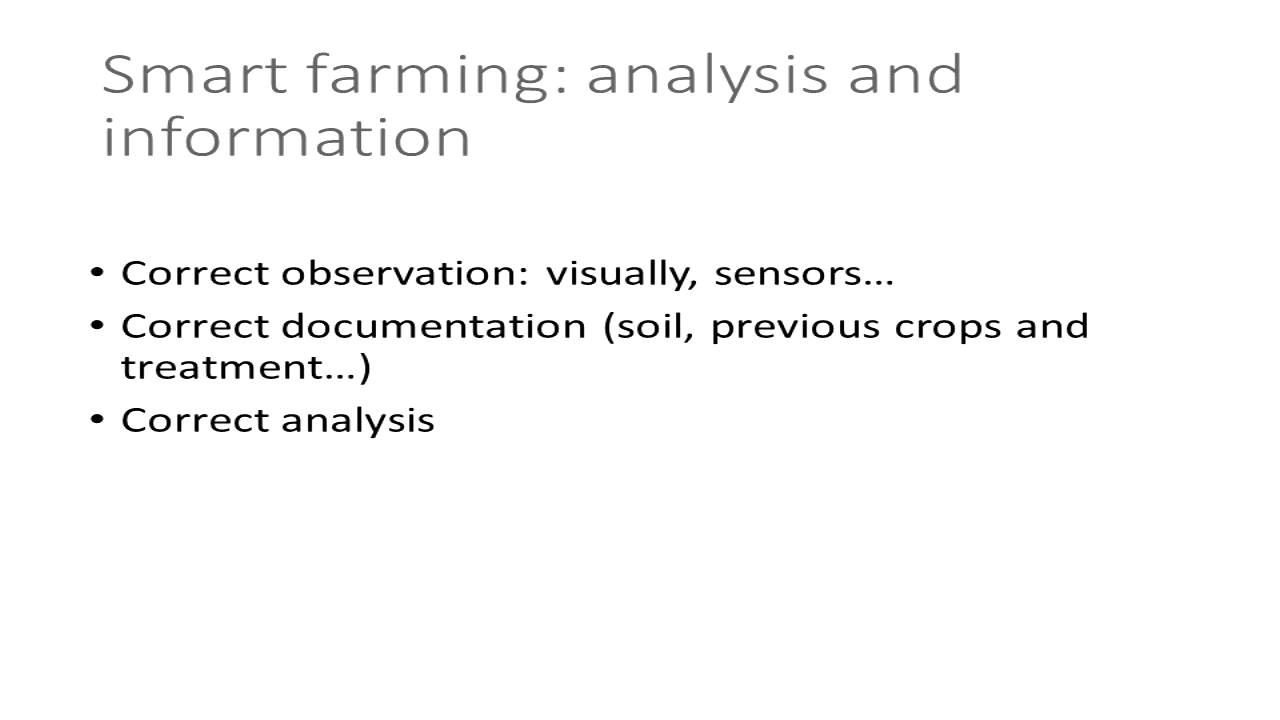 Smart farming: analysis and
information
• Correct observation: visually, sensors...
• Correct documentation (soil, previous crops and
treatment...)
• Correct analysis